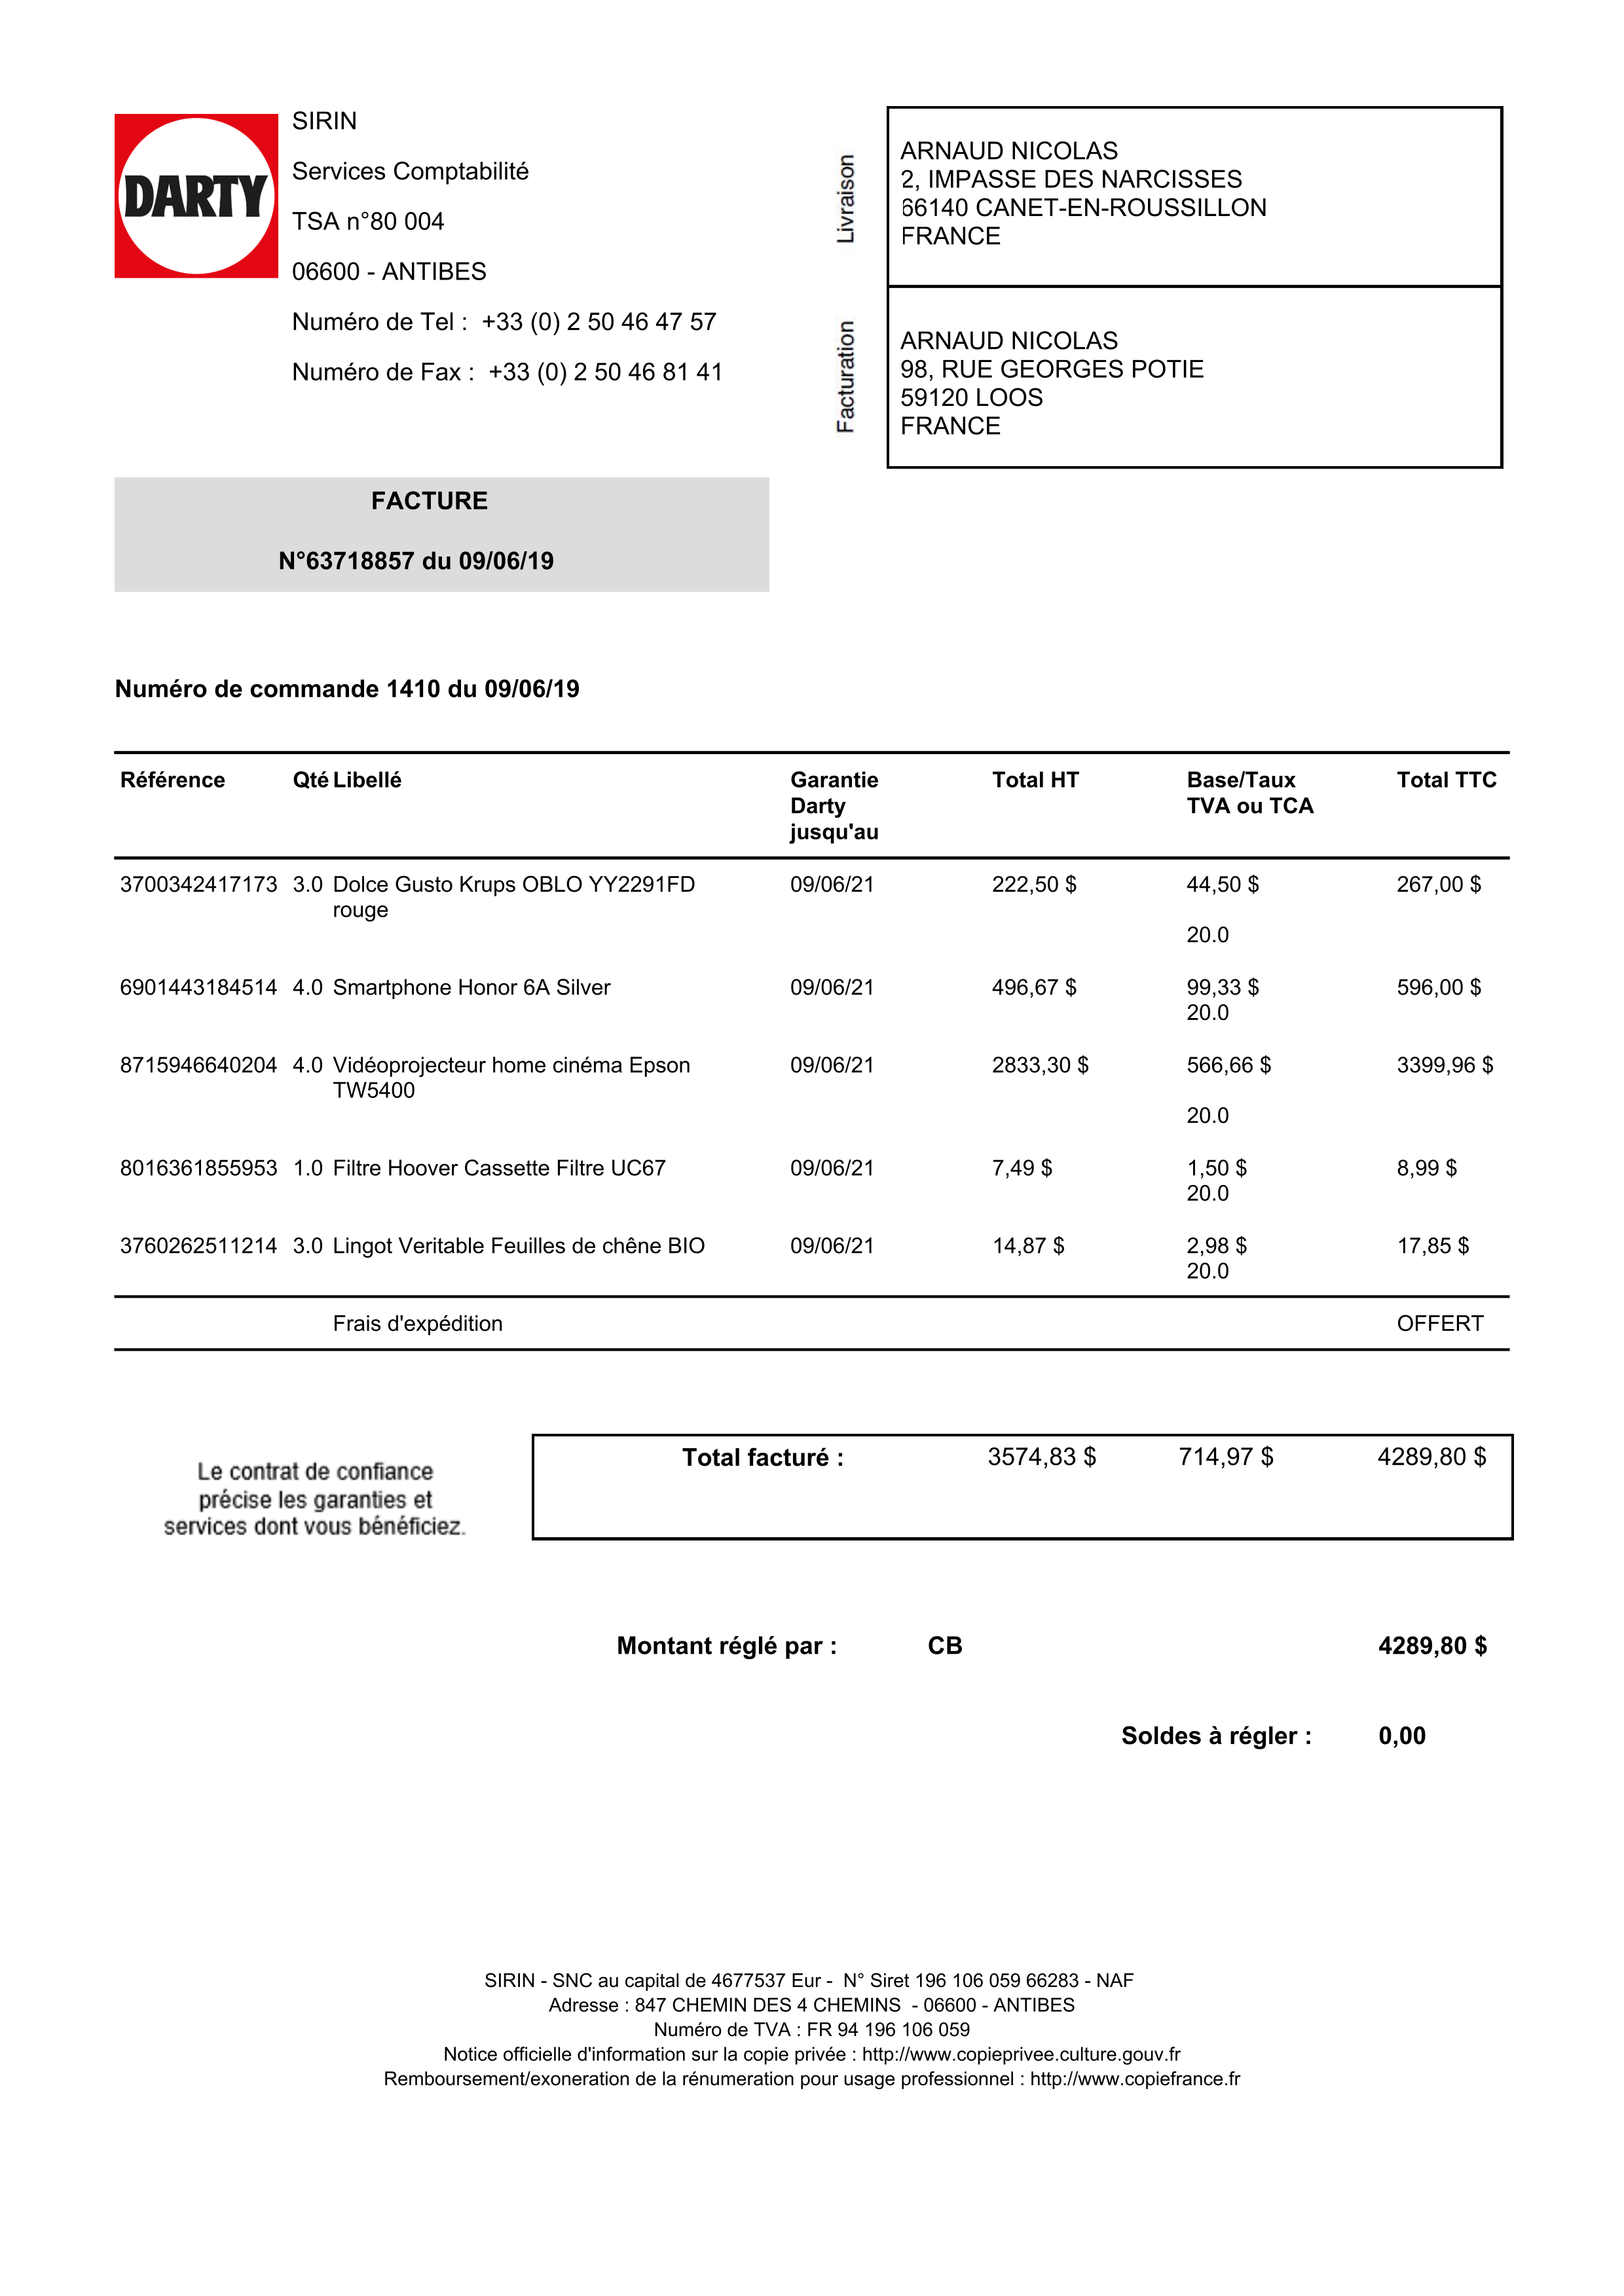 DARTY
SIRIN
Services Comptabilité
TSA n°80 004
06600 - ANTIBES
Numéro de Tel : +33 (0) 2 50 46 47 57
Numéro de Fax : +33 (0) 2 50 46 81 41
Livraison
ARNAUD NICOLAS
2, IMPASSE DES NARCISSES
66140 CANET-EN-ROUSSILLON
FRANCE
Facturation
ARNAUD NICOLAS
98, RUE GEORGES POTIE
59120 LOOS
FRANCE
FACTURE
N°63718857 du 09/06/19
Numéro de commande 1410 du 09/06/19
Référence Qté Libellé Garantie Total HT Base/Taux Total TTC
Darty TVA ou TCA
jusqu'au
3700342417173 3.0 Dolce Gusto Krups OBLO YY2291FD 09/06/21 222,50 $ 44,50 $ 267,00 $
rouge
20.0
6901443184514 4.0 Smartphone Honor 6A Silver 09/06/21 496,67 $ 99,33 $ 596,00 $
20.0
8715946640204 4.0 Vidéoprojecteur home cinéma Epson 09/06/21 2833,30 $ 566,66 $ 3399,96 $
TW5400
20.0
8016361855953 1.0 Filtre Hoover Cassette Filtre UC67 09/06/21 7,49 $ 1,50 $ 8,99 $
20.0
3760262511214 3.0 Lingot Veritable Feuilles de chêne BIO 09/06/21 14,87 $ 2,98 $ 17,85 $
20.0
Frais d'expédition OFFERT
Le contrat de confiance
précise les garanties et
services dont vous bénéficiez.
Total facturé : 3574,83 $ 714,97 $ 4289,80 $
Montant réglé par : CB 4289,80 $
Soldes à régler : 0,00
SIRIN - SNC au capital de 4677537 Eur - N° Siret 196 106 059 66283 - NAF
Adresse : 847 CHEMIN DES 4 CHEMINS - 06600 - ANTIBES
Numéro de TVA : FR 94 196 106 059
Notice officielle d'information sur la copie privée : http://www.copieprivee.culture.gouv.fr
Remboursement/exoneration de la rénumeration pour usage professionnel : http://www.copiefrance.fr